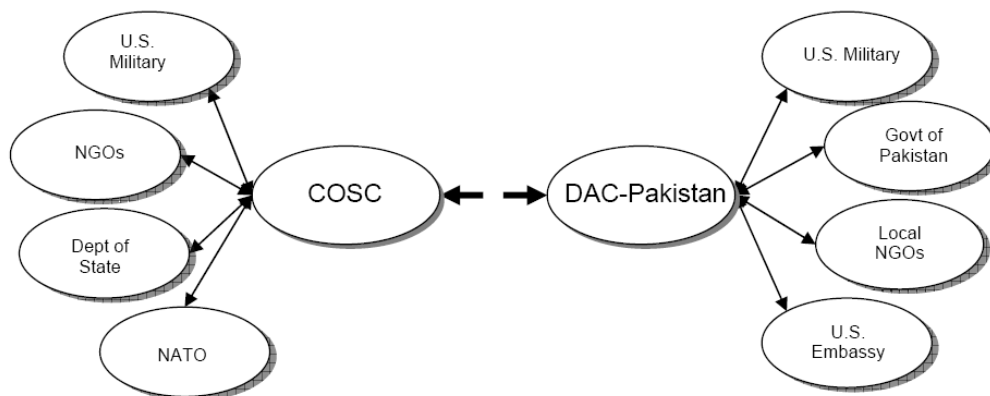 U.S.
Military
NGOs
Dept of
State
NATO
COSC
DAC-Pakistan
U.S. Military
Govt of
Pakistan
Local
NGOs
U.S.
Embassy